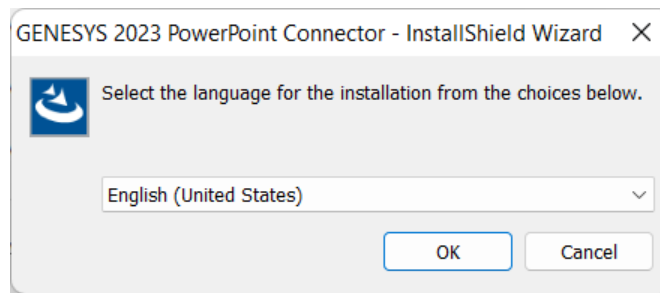 GENESYS 2023 PowerPoint Connector - InstallShield Wizard
Select the language for the installation from the choices below.
English (United States)
OK
Cancel